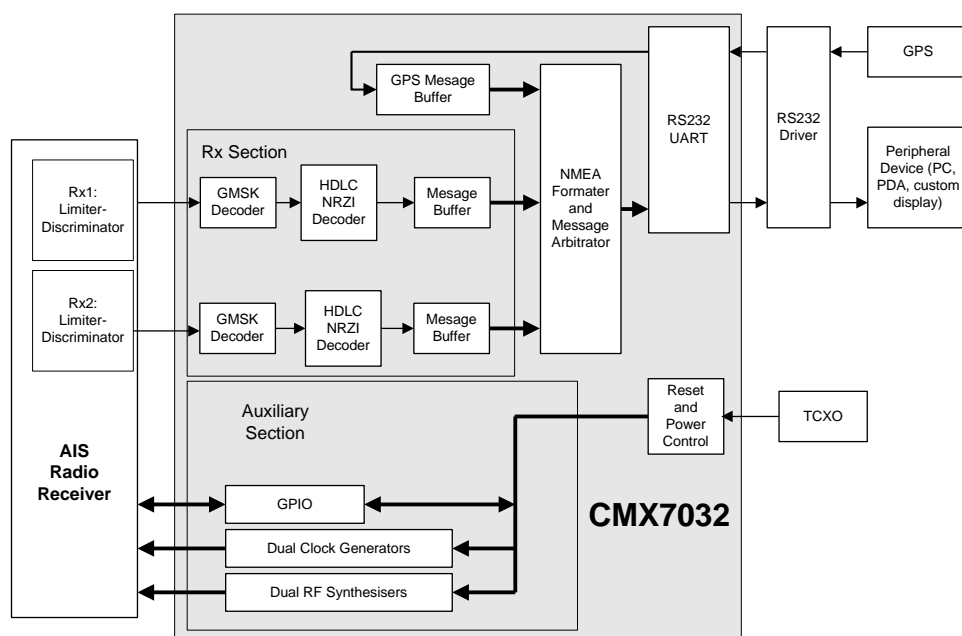 GPS Mesage
Buffer
RS232
UART
RS232
Driver
GPS
Peripheral
Device (PC,
PDA, custom
display)
Rx Section
NMEA
Formater
and
Message
Arbitrator
Rx1:
Limiter-
Discriminator
GMSK
Decoder
HDLC
NRZI
Decoder
Mesage
Buffer
Rx2:
Limiter-
Discriminator
GMSK
Decoder
HDLC
NRZI
Decoder
Mesage
Buffer
Auxiliary
Section
Reset
and
Power
Control
TCXO
AIS
Radio
Receiver
GPIO
Dual Clock Generators
Dual RF Synthesisers
CMX7032